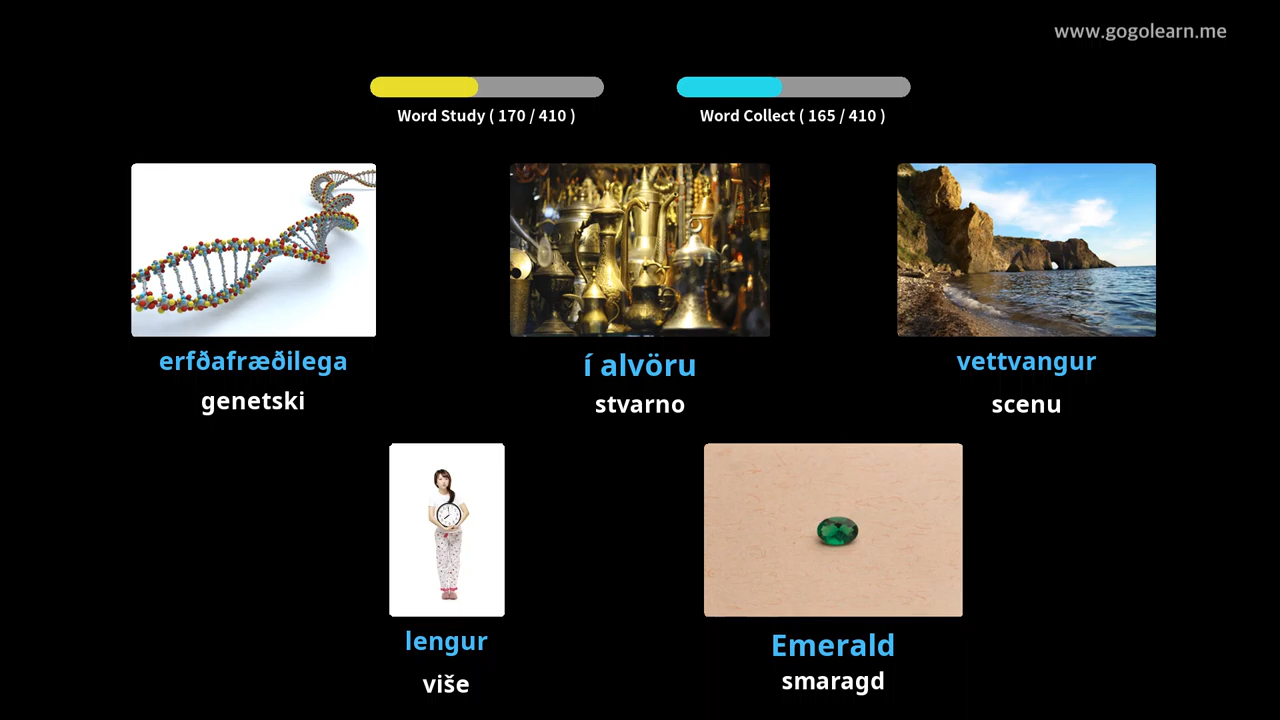 www.gogolearn.me
Word Study ( 170 / 410 )
Word Collect ( 165 / 410 )
erfðafræðilega
genetski
í alvöru
stvarno
vettvangur
scenu
lengur
više
Emerald
smaragd